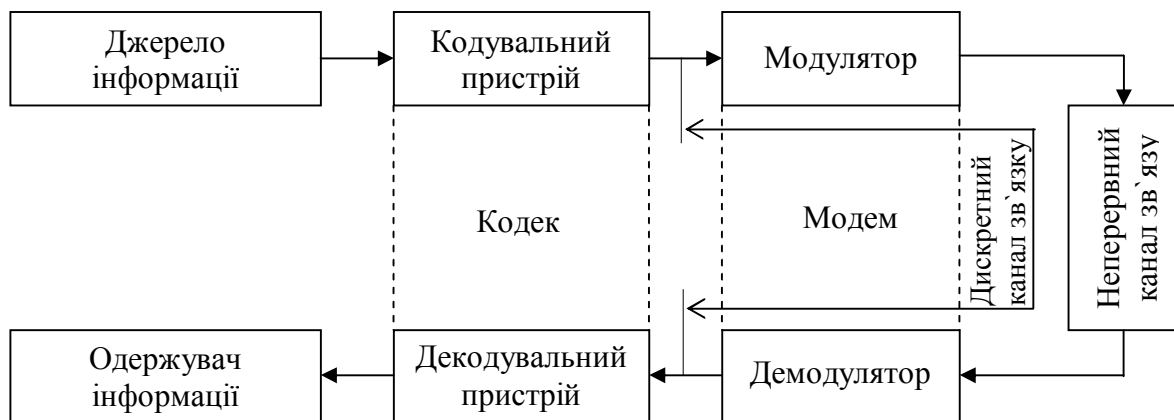 Джерело
інформації
Кодувальний
пристрій
Модулятор
Неперервний
канал зв`язу
Дискретний
канал зв`язку
Кодек
Модем
Одержувач
інформації
Декодувальний
пристрій
Демодулятор